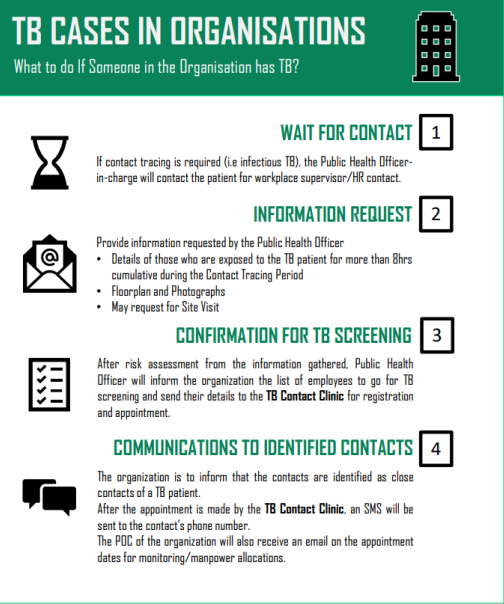 TB CASES IN ORGANISATIONS
What to do If Someone in the Organisation has TB?
WAIT FOR CONTACT 1
If contact tracing is required (i.e infectious TB), the Public Health Officer-
in-charge will contact the patient for workplace supervisor/HR contact.
INFORMATION REQUEST 2
Provide information requested by the Public Health Officer
• Details of those who are exposed to the TB patient for more than 8hrs
cumulative during the Contact Tracing Period
• Floorplan and Photographs
• May request for Site Visit
CONFIRMATION FOR TB SCREENING 3
After risk assessment from the information gathered, Public Health
Officer will inform the organization the list of employees to go for TB
screening and send their details to the TB Contact Clinic for registration
and appointment.
COMMUNICATIONS TO IDENTIFIED CONTACTS 4
The organization is to inform that the contacts are identified as close
contacts of a TB patient.
After the appointment is made by the TB Contact Clinic, an SMS will be
sent to the contact's phone number.
The POC of the organization will also receive an email on the appointment
dates for monitoring/manpower allocations.